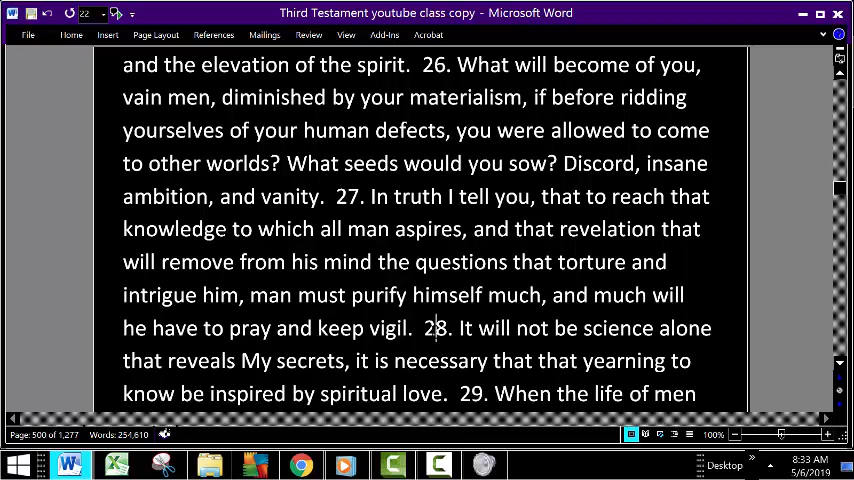 22
Third Testament youtube class copy - Microsoft Word
File Home Insert Page Layout References Mailings Review View Add-Ins Acrobat
and the elevation of the spirit.  26. What will become of you,
vain men, diminished by your materialism, if before ridding
yourselves of your human defects, you were allowed to come
to other worlds? What seeds would you sow? Discord, insane
ambition, and vanity.  27. In truth I tell you, that to reach that
knowledge to which all man aspires, and that revelation that
will remove from his mind the questions that torture and
intrigue him, man must purify himself much, and much will
he have to pray and keep vigil.  28. It will not be science alone
that reveals My secrets, it is necessary that that yearning to
know be inspired by spiritual love.  29. When the life of men
Page: 500 of 1,277 Words: 254,610 100%
Desktop 8:33 AM
5/6/2019